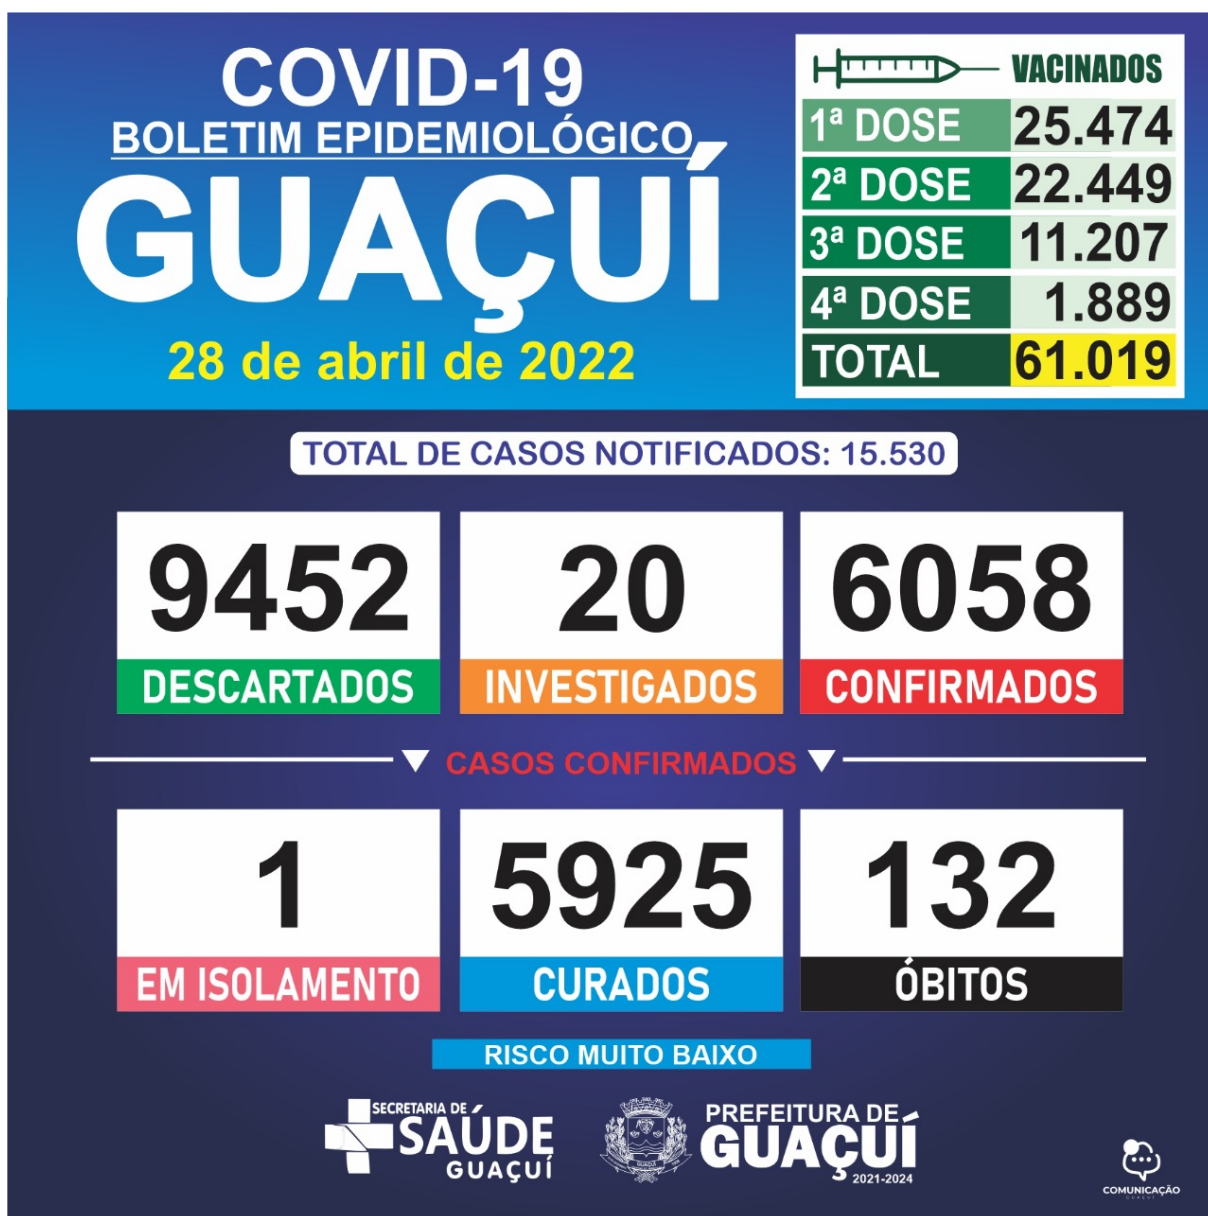 COVID-19
BOLETIM EPIDEMIOLÓGICO
GUAÇUÍ
28 de abril de 2022
VACINADOS
1ª DOSE 25.474
2ª DOSE 22.449
3ª DOSE 11.207
4ª DOSE 1.889
TOTAL 61.019
TOTAL DE CASOS NOTIFICADOS: 15.530
9452 20 6058
DESCARTADOS INVESTIGADOS CONFIRMADOS
CASOS CONFIRMADOS
1 5925 132
EM ISOLAMENTO CURADOS ÓBITOS
RISCO MUITO BAIXO
SECRETARIA DE
SAÚDE
GUAÇUÍ
PREFEITURA DE
GUAÇUÍ
2021-2024
COMUNICAÇÃO